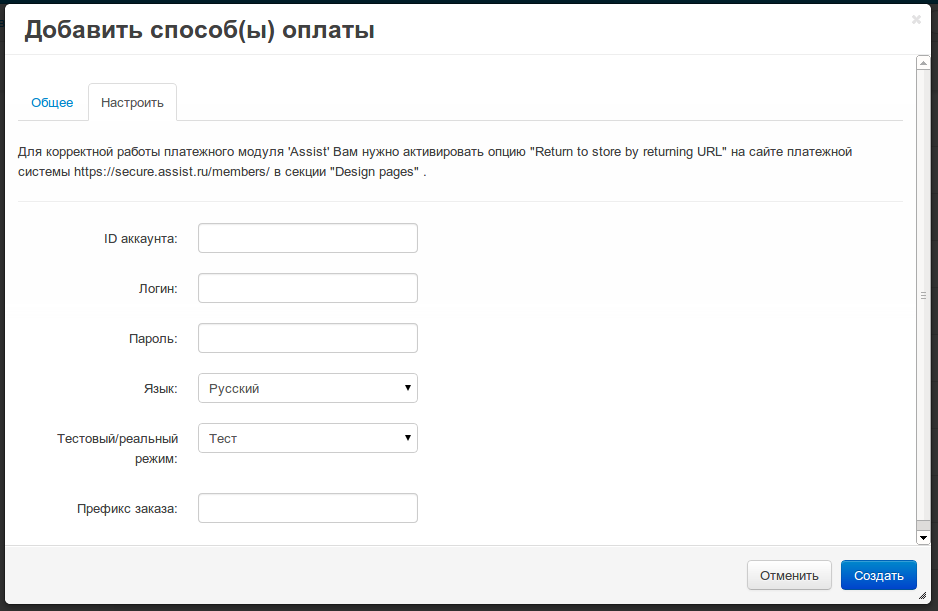 Добавить способ(ы) оплаты
Общее
Настроить
Для корректной работы платежного модуля 'Assist' Вам нужно активировать опцию "Return to store by returning URL" на сайте платежной
системы https://secure.assist.ru/members/ в секции "Design pages" .
ID аккаунта:
Логин:
Пароль:
Язык: Русский
Тестовый/реальный Тест
режим:
Префикс заказа:
Отменить Создать